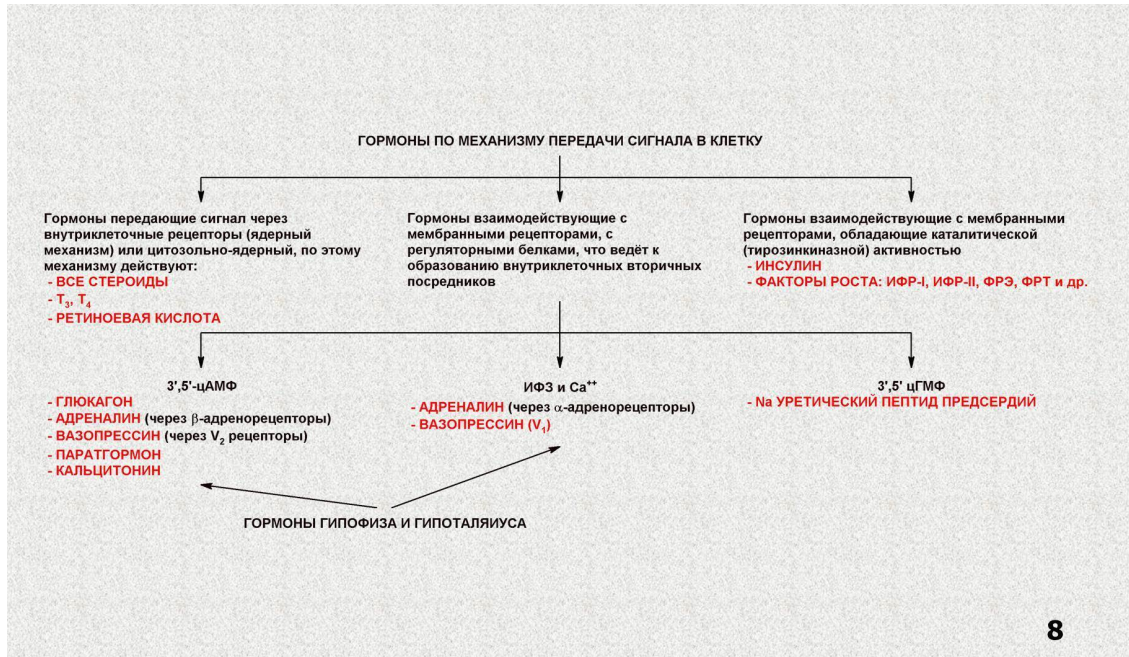 ГОРМОНЫ ПО МЕХАНИЗМУ ПЕРЕДАЧИ СИГНАЛА В КЛЕТКУ
Гормоны передающие сигнал через
внутриклеточные рецепторы (ядерный
механизм) или цитозольно-ядерный, по этому
механизму действуют:
- ВСЕ СТЕРОИДЫ
- Т₃, Т₄
- РЕТИНОЕВАЯ КИСЛОТА
Гормоны взаимодействующие с
мембранными рецепторами, с
регуляторными белками, что ведёт к
образованию внутриклеточных вторичных
посредников
Гормоны взаимодействующие с мембранными
рецепторами, обладающие каталитической
(тирозинкиназной) активностью
- ИНСУЛИН
- ФАКТОРЫ РОСТА: ИФР-I, ИФР-II, ФРЭ, ФРТ и др.
3',5'-цАМФ
- ГЛЮКАГОН
- АДРЕНАЛИН (через β-адренорецепторы)
- ВАЗОПРЕССИН (через V₂ рецепторы)
- ПАРАТГОРМОН
- КАЛЬЦИТОНИН
ИФЗ и Ca⁺⁺
- АДРЕНАЛИН (через α-адренорецепторы)
- ВАЗОПРЕССИН (V₁)
3',5' цГМФ
- Na УРЕТИЧЕСКИЙ ПЕПТИД ПРЕДСЕРДИЙ
ГОРМОНЫ ГИПОФИЗА И ГИПОТАЛЯИУСА
8